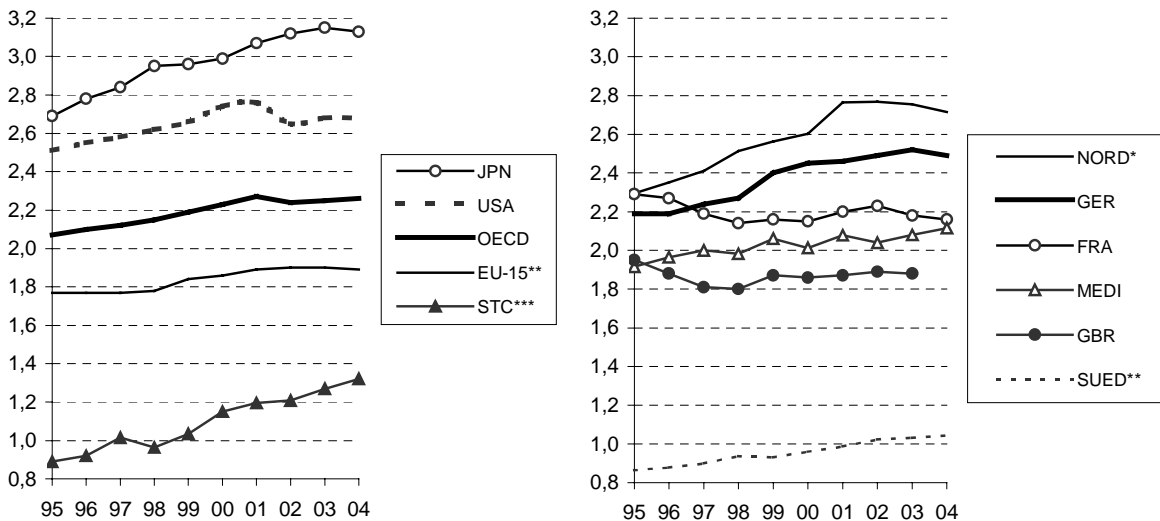 3,2
3,0
2,8
2,6
2,4
2,2
2,0
1,8
1,6
1,4
1,2
1,0
0,8
95 96 97 98 99 00 01 02 03 04
JPN
USA
OECD
EU-15**
STC***
3,2
3,0
2,8
2,6
2,4
2,2
2,0
1,8
1,6
1,4
1,2
1,0
0,8
95 96 97 98 99 00 01 02 03 04
NORD*
GER
FRA
MEDI
GBR
SUED**